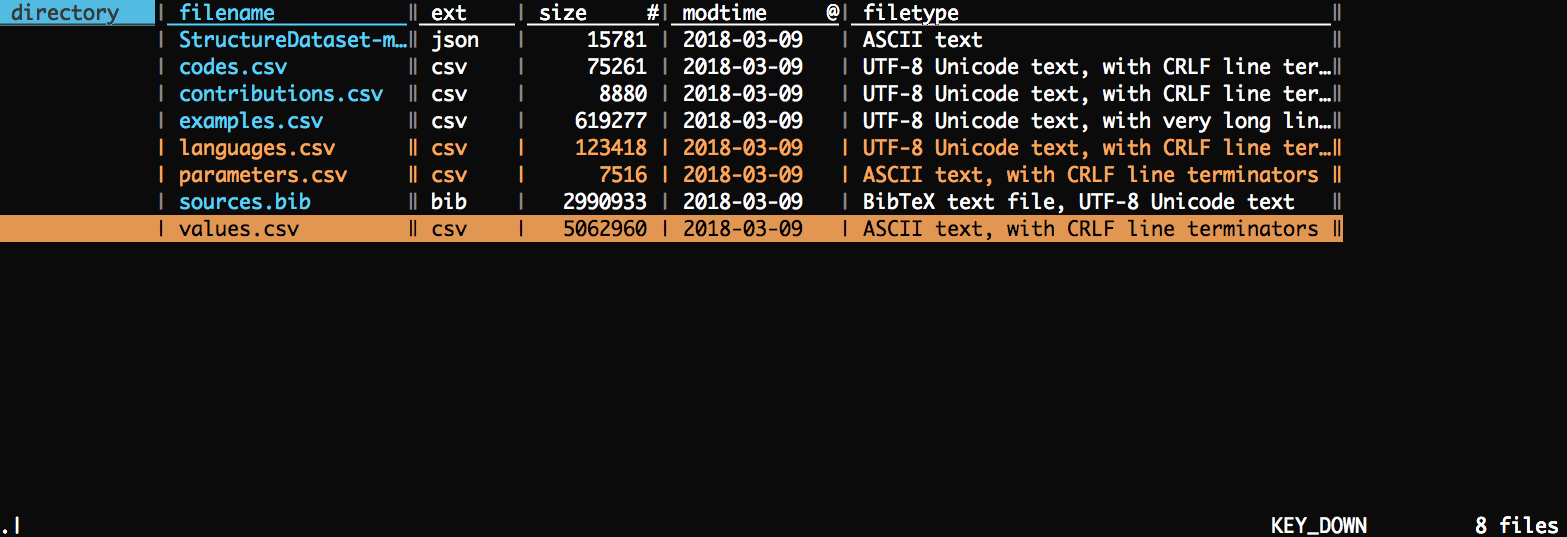 directory | filename ‖ ext | size #| modtime @| filetype ‖
| StructureDataset-m…‖ json | 15781 | 2018-03-09 | ASCII text ‖
| codes.csv ‖ csv | 75261 | 2018-03-09 | UTF-8 Unicode text, with CRLF line ter…‖
| contributions.csv ‖ csv | 8880 | 2018-03-09 | UTF-8 Unicode text, with CRLF line ter…‖
| examples.csv ‖ csv | 619277 | 2018-03-09 | UTF-8 Unicode text, with very long lin…‖
| languages.csv ‖ csv | 123418 | 2018-03-09 | UTF-8 Unicode text, with CRLF line ter…‖
| parameters.csv ‖ csv | 7516 | 2018-03-09 | ASCII text, with CRLF line terminators ‖
| sources.bib ‖ bib | 2990933 | 2018-03-09 | BibTeX text file, UTF-8 Unicode text ‖
| values.csv ‖ csv | 5062960 | 2018-03-09 | ASCII text, with CRLF line terminators ‖
.| KEY_DOWN 8 files